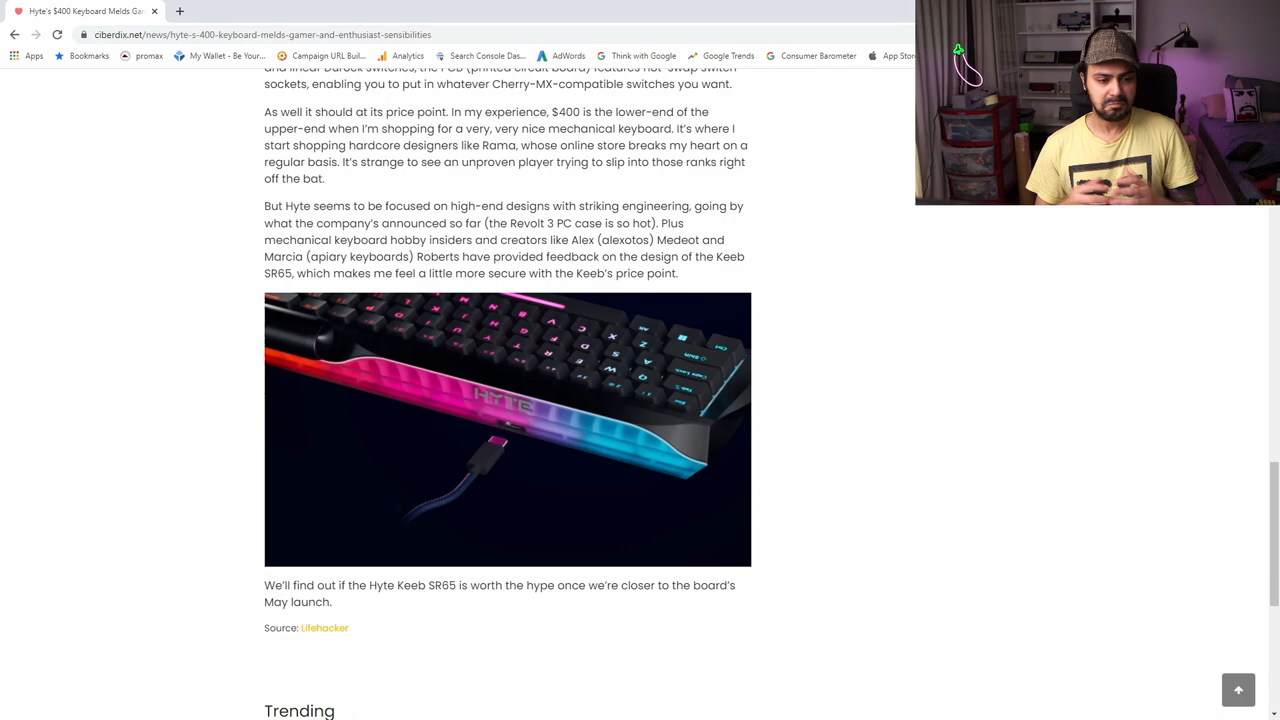 Hyte's $400 Keyboard Melds Gam
ciberdix.net/news/hyte-s-400-keyboard-melds-gamer-and-enthusiast-sensibilities
Apps Bookmarks promax My Wallet - Be Your... Campaign URL Buil... Analytics Search Console Das... AdWords Think with Google Google Trends Consumer Barometer App Store
and linear Durock switches, the PCB (printed circuit board) features hot-swap switch
sockets, enabling you to put in whatever Cherry-MX-compatible switches you want.
As well it should at its price point. In my experience, $400 is the lower-end of the
upper-end when I'm shopping for a very, very nice mechanical keyboard. It's where I
start shopping hardcore designers like Rama, whose online store breaks my heart on a
regular basis. It's strange to see an unproven player trying to slip into those ranks right
off the bat.
But Hyte seems to be focused on high-end designs with striking engineering, going by
what the company's announced so far (the Revolt 3 PC case is so hot). Plus
mechanical keyboard hobby insiders and creators like Alex (alexotos) Medeot and
Marcia (apiary keyboards) Roberts have provided feedback on the design of the Keeb
SR65, which makes me feel a little more secure with the Keeb's price point.
HYTE
We'll find out if the Hyte Keeb SR65 is worth the hype once we're closer to the board's
May launch.
Source: Lifehacker
Trending